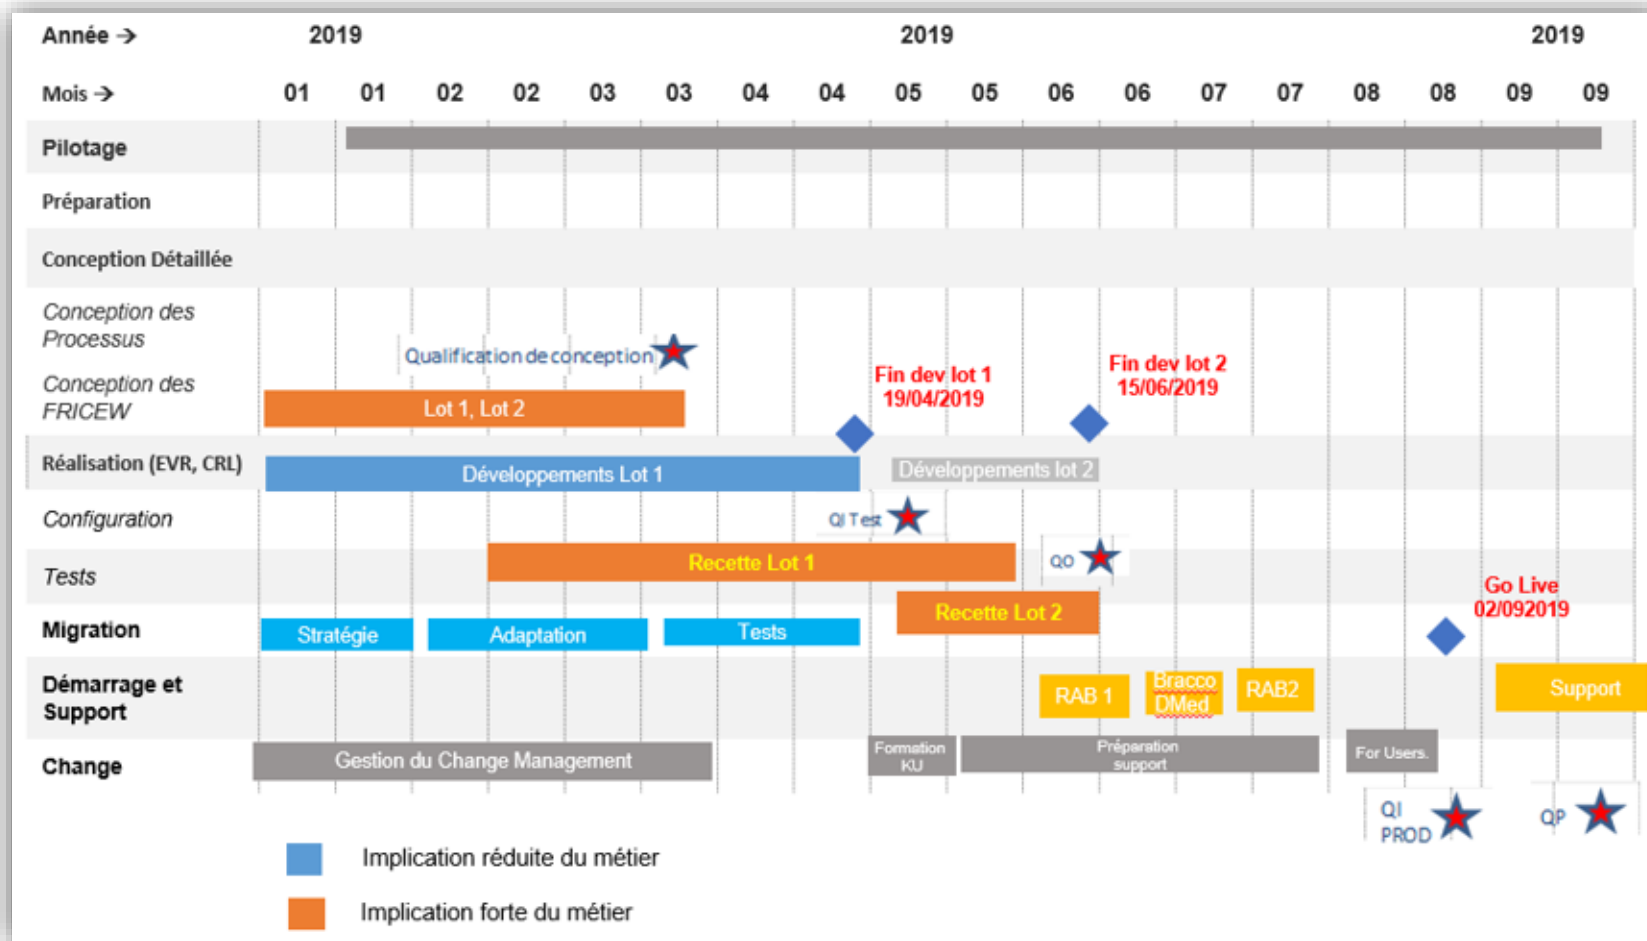 Année → 2019 2019 2019
Mois → 01 01 02 02 03 03 04 04 05 05 06 06 07 07 08 08 09 09
Pilotage
Préparation
Conception Détaillée
Conception des
Processus
Qualification de conception
Conception des
FRICEW
Lot 1, Lot 2
Fin dev lot 1
19/04/2019
Fin dev lot 2
15/06/2019
Réalisation (EVR, CRL)
Développements Lot 1
Développements lot 2
Configuration
QI Test
Tests
Recette Lot 1
QO
Recette Lot 2
Go Live
02/092019
Migration
Stratégie
Adaptation
Tests
Démarrage et
Support
RAB 1
Bracco
DMed
RAB2
Support
Change
Gestion du Change Management
Formation
KU
Préparation
support
For Users.
QI
PROD
QP
Implication réduite du métier
Implication forte du métier